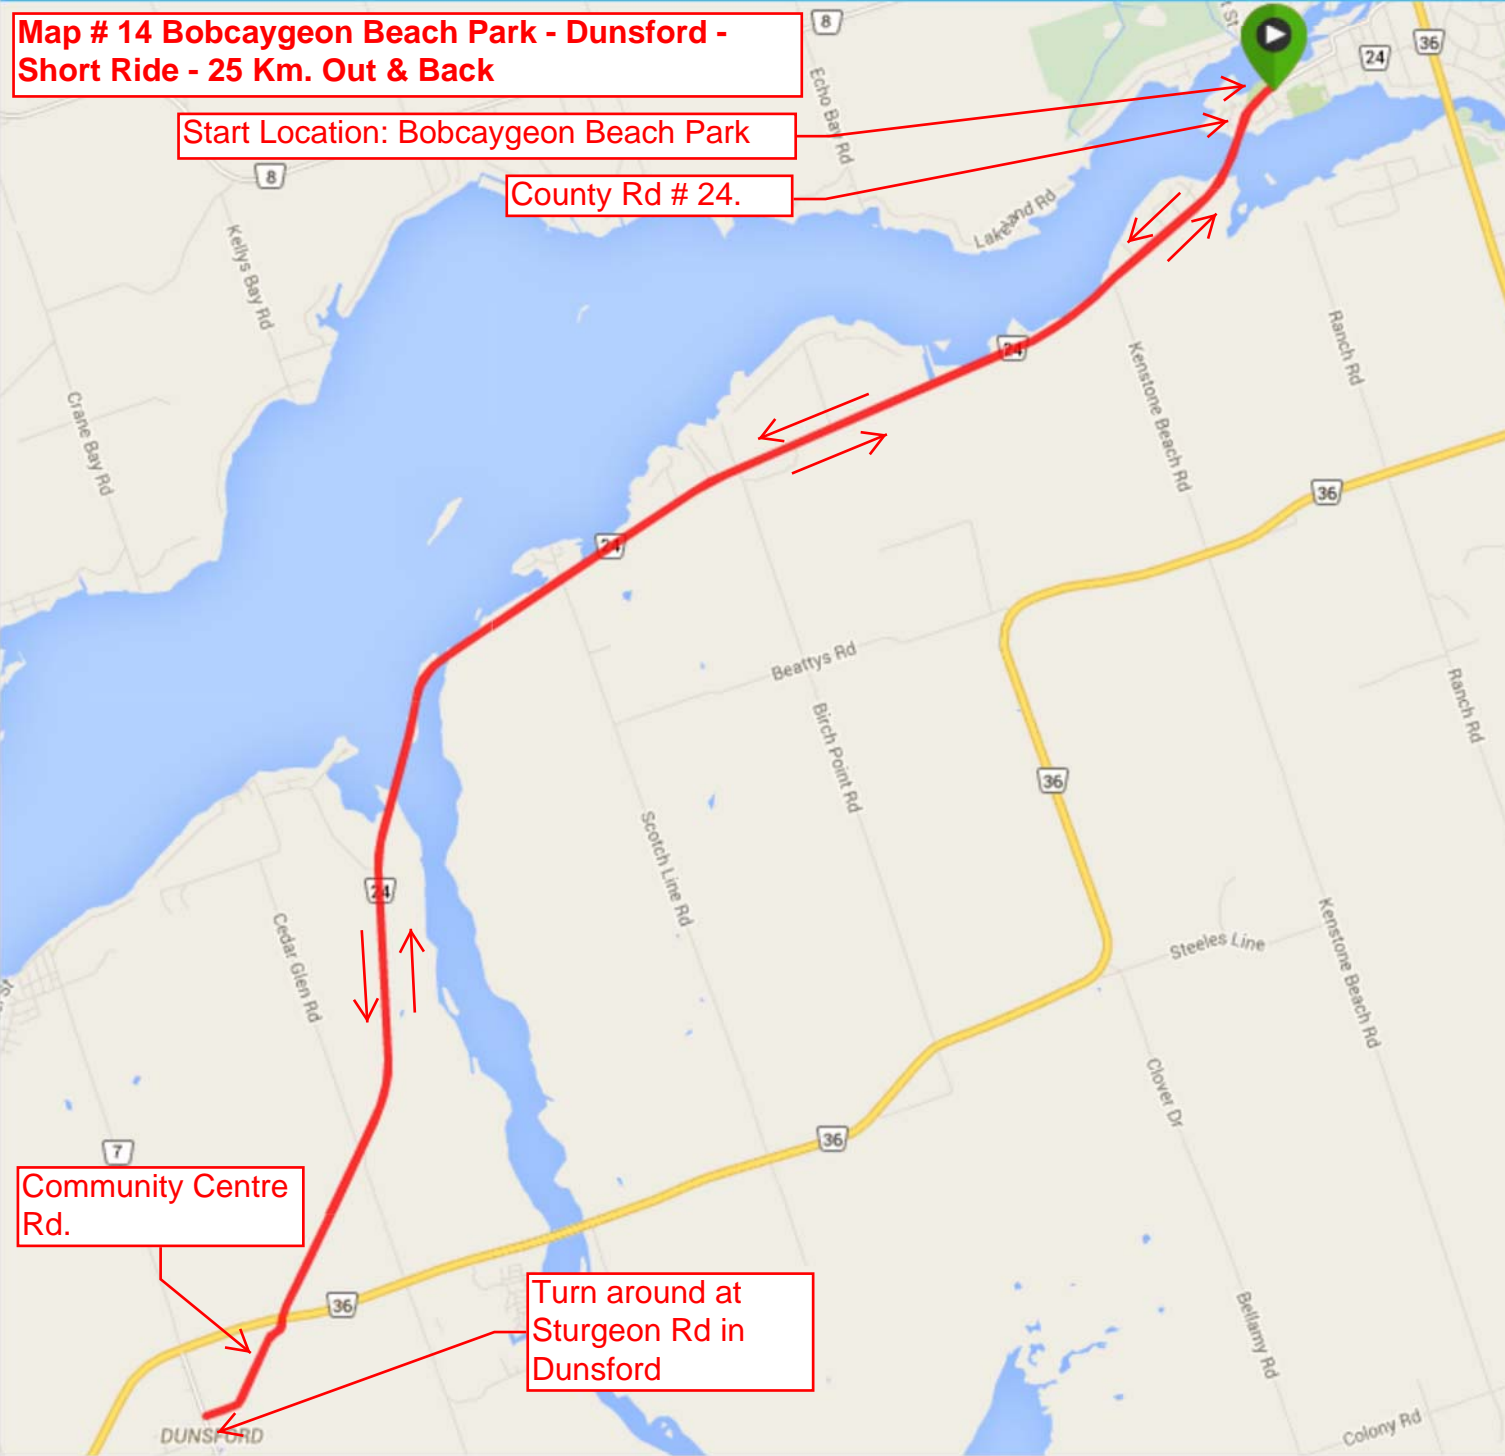 Map # 14 Bobcaygeon Beach Park - Dunsford -
Short Ride - 25 Km. Out & Back
8
St
24
36
Start Location: Bobcaygeon Beach Park
Echo Bay Rd
8
County Rd # 24.
Lakeland Rd
Kellys Bay Rd
24
Ranch Rd
Kenstone Beach Rd
Crane Bay Rd
36
24
Beattys Rd
Ranch Rd
Birch Point Rd
36
Scotch Line Rd
24
Cedar Glen Rd
Steeles Line
Kenstone Beach Rd
St
Clover Dr
7
36
Community Centre
Rd.
36
Turn around at
Sturgeon Rd in
Dunsford
Bellamy Rd
DUNSFORD
Colony Rd